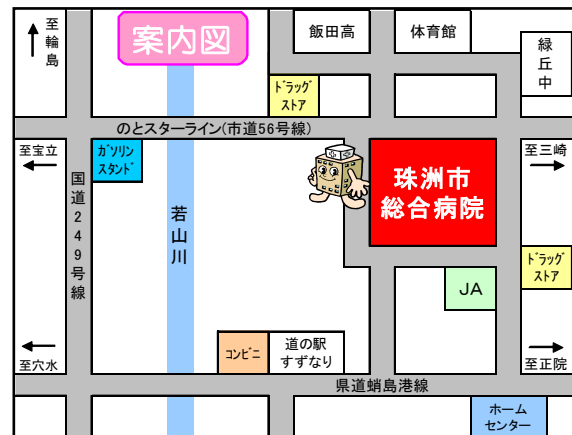 至
輪
島
案内図
飯田高
体育館
緑
丘
中
ﾄﾞﾗｯｸﾞ
ｽﾄｱ
のとスターライン(市道56号線)
至宝立
ｶﾞｿﾘﾝ
ｽﾀﾝﾄﾞ
珠洲市
総合病院
至三崎
国
道
2
4
9
号
線
若
山
川
ﾄﾞﾗｯｸﾞ
ｽﾄｱ
JA
至穴水
ｺﾝﾋﾞﾆ
道の駅
すずなり
至正院
県道蛸島港線
ホーム
センター